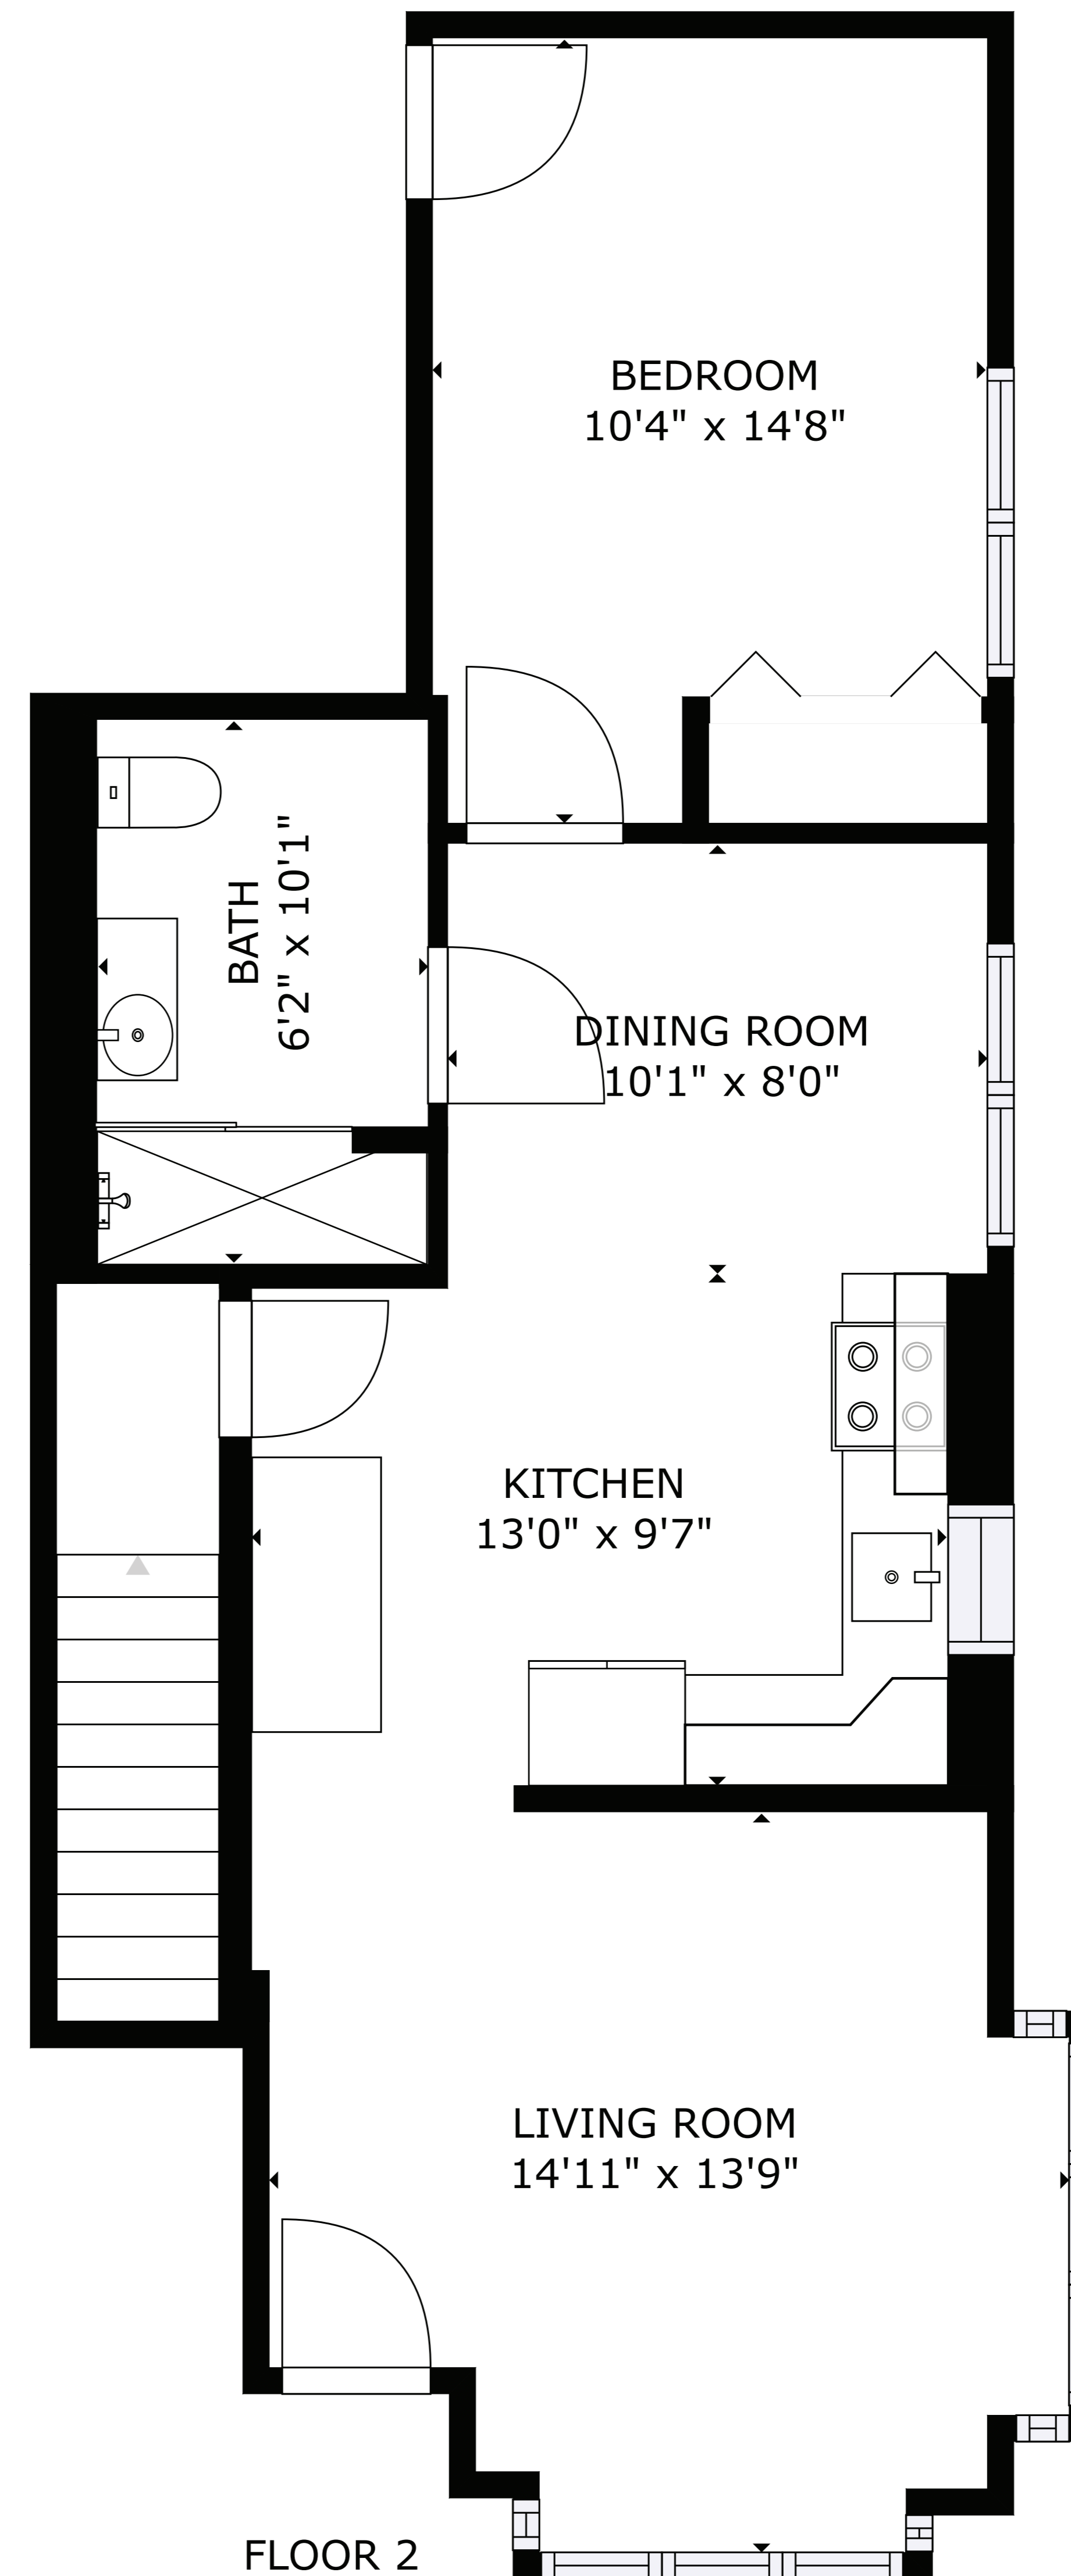 BEDROOM
10'4" x 14'8"
BATH
6'2" x 10'1"
DINING ROOM
10'1" x 8'0"
KITCHEN
13'0" x 9'7"
LIVING ROOM
14'11" x 13'9"
FLOOR 2